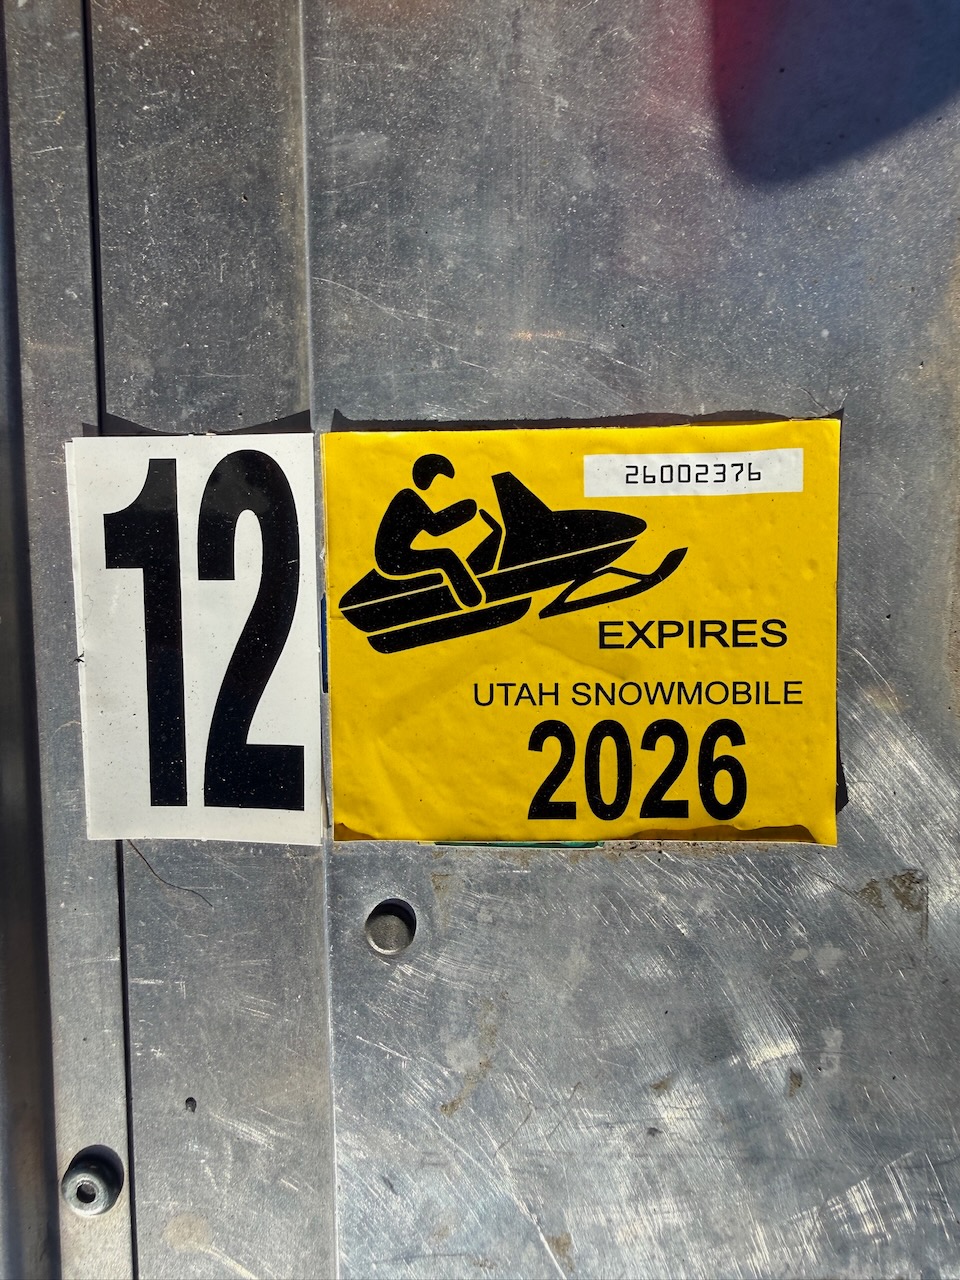 12
26002376
EXPIRES
UTAH SNOWMOBILE
2026